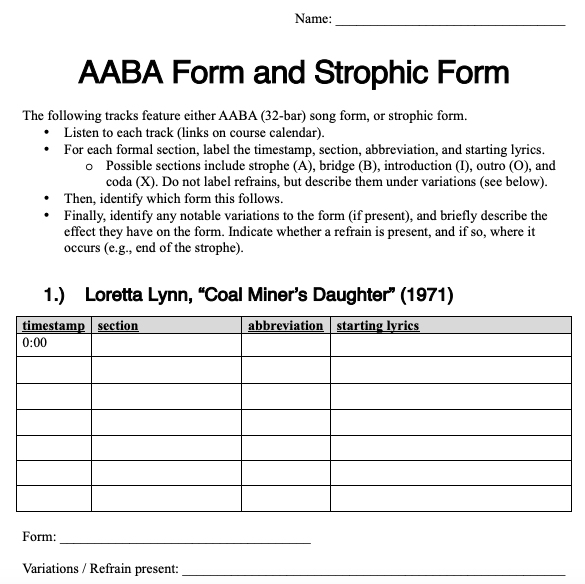 Name: ___________________________________
AABA Form and Strophic Form
The following tracks feature either AABA (32-bar) song form, or strophic form.
• Listen to each track (links on course calendar).
• For each formal section, label the timestamp, section, abbreviation, and starting lyrics.
o Possible sections include strophe (A), bridge (B), introduction (I), outro (O), and
coda (X). Do not label refrains, but describe them under variations (see below).
• Then, identify which form this follows.
• Finally, identify any notable variations to the form (if present), and briefly describe the
effect they have on the form. Indicate whether a refrain is present, and if so, where it
occurs (e.g., end of the strophe).
1.) Loretta Lynn, “Coal Miner’s Daughter” (1971)
timestamp section abbreviation starting lyrics
0:00
Form: ______________________________________
Variations / Refrain present: ___________________________________________________________